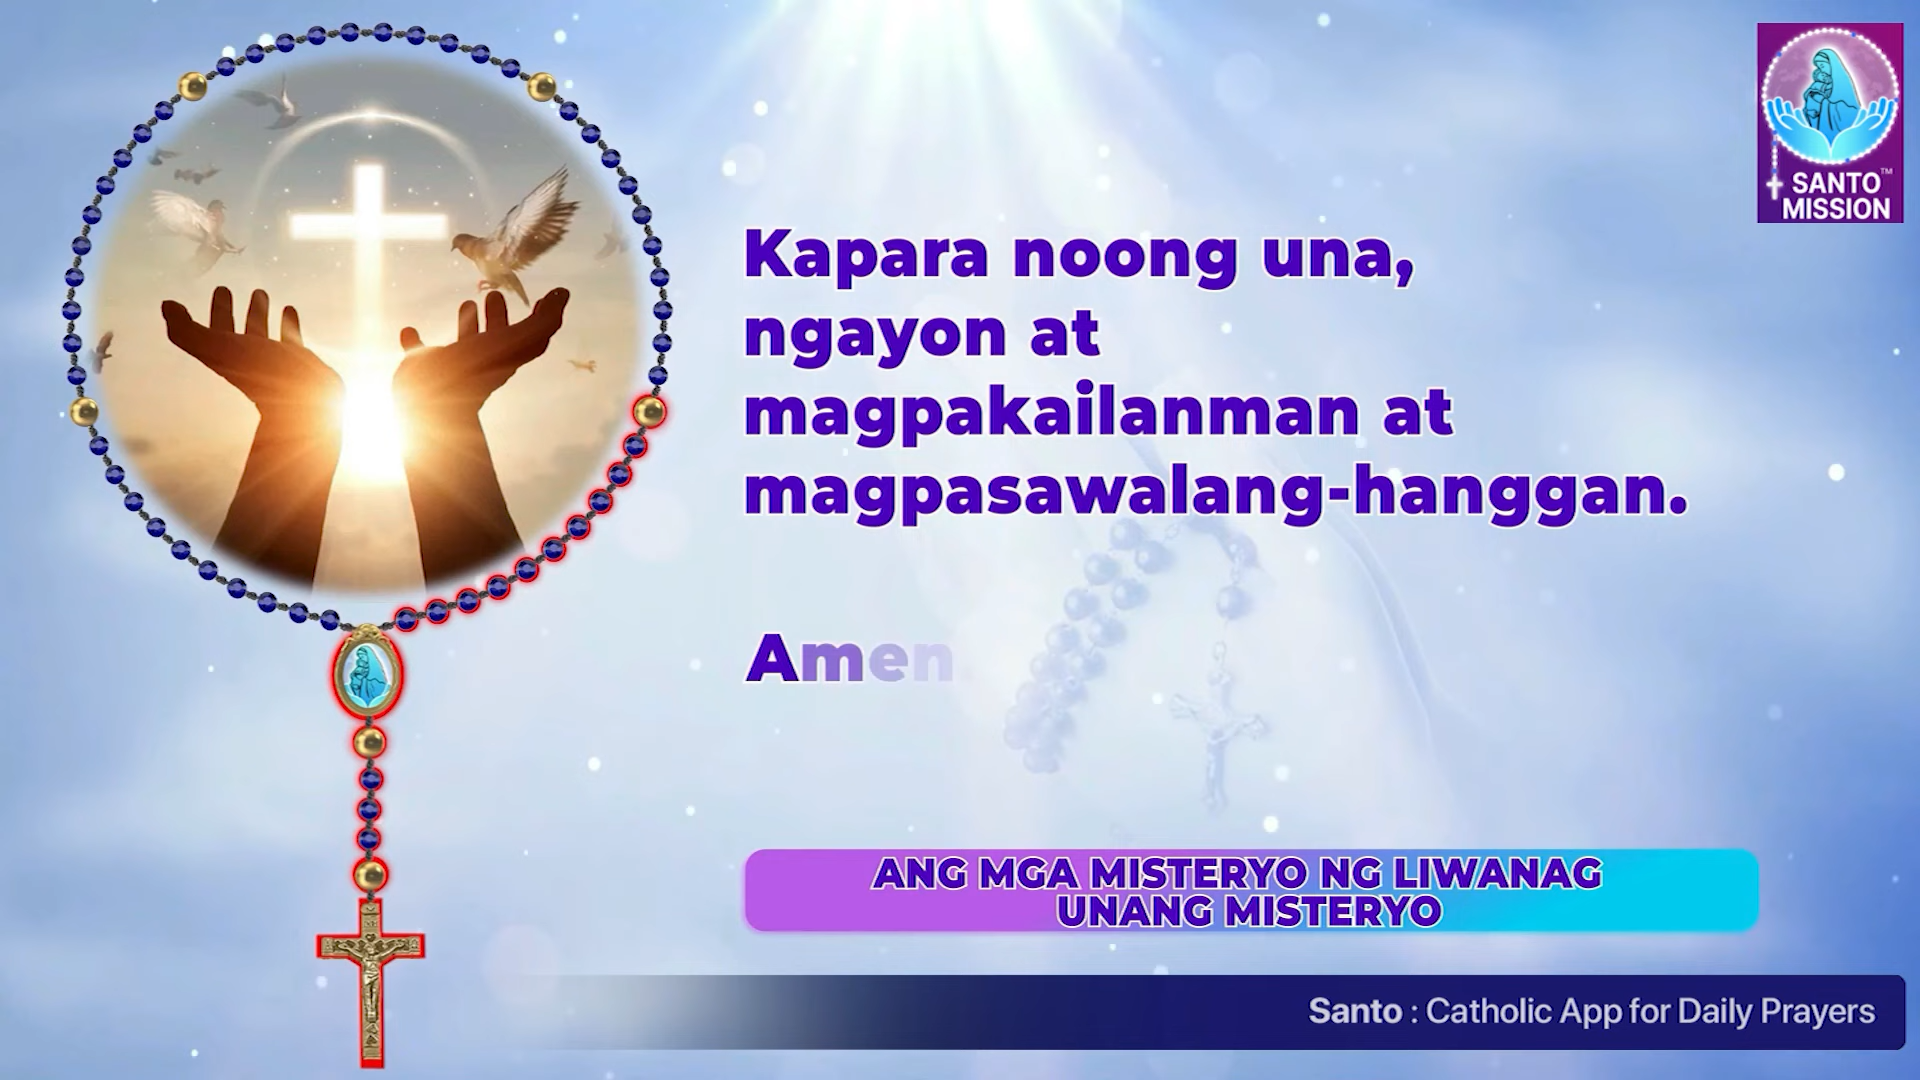 SANTO™
MISSION
Kapara noong una,
ngayon at
magpakailanman at
magpasawalang-hanggan.
Amen
ANG MGA MISTERYO NG LIWANAG
UNANG MISTERYO
Santo : Catholic App for Daily Prayers